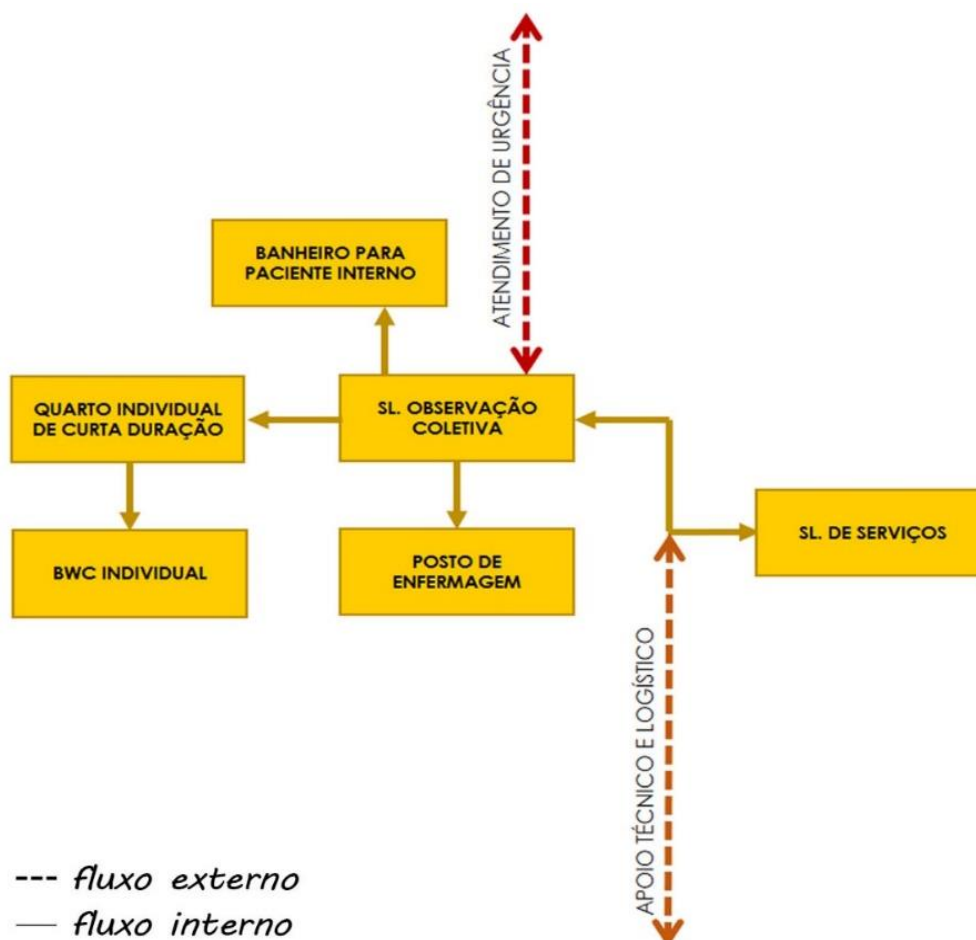 ATENDIMENTO DE URGÊNCIA
BANHEIRO PARA
PACIENTE INTERNO
QUARTO INDIVIDUAL
DE CURTA DURAÇÃO
SL. OBSERVAÇÃO
COLETIVA
SL. DE SERVIÇOS
BWC INDIVIDUAL
POSTO DE
ENFERMAGEM
APOIO TÉCNICO E LOGÍSTICO
fluxo externo
fluxo interno